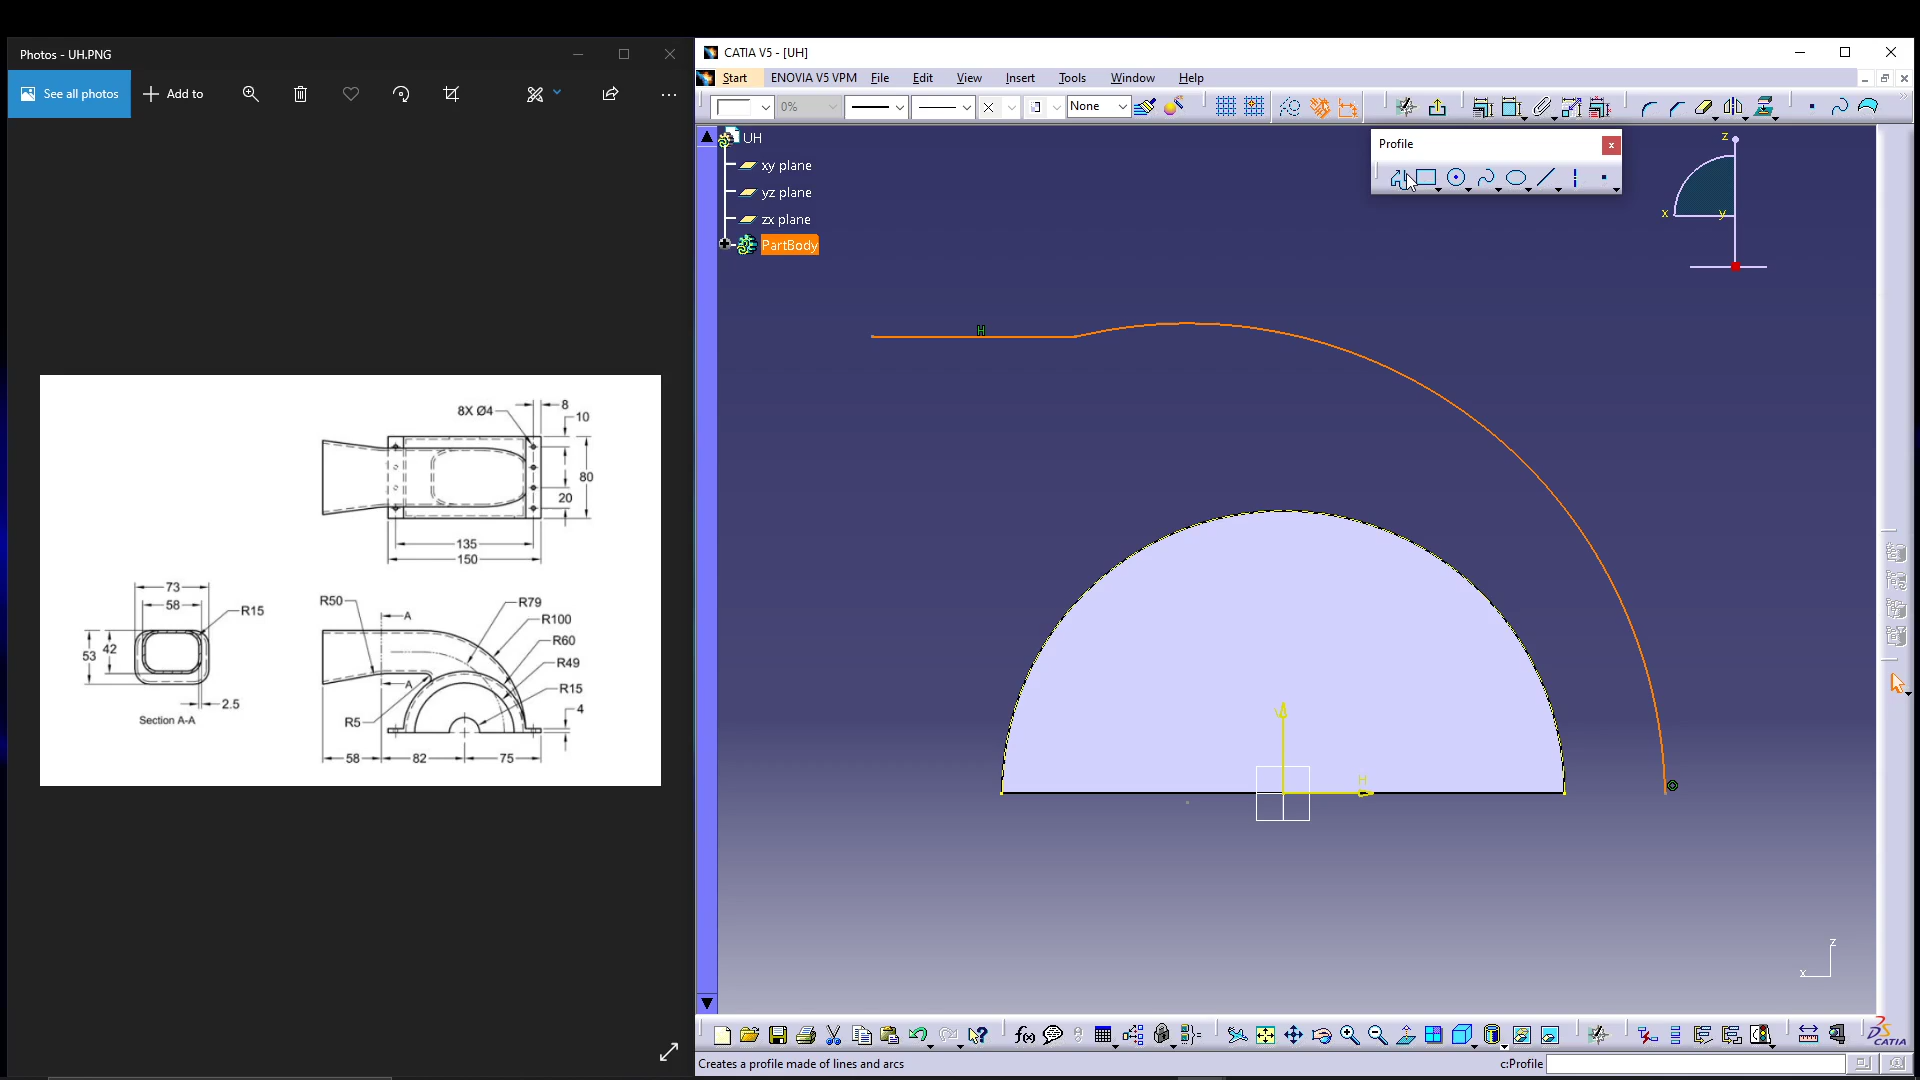 Photos - UH.PNG
See all photos
Add to
8X Ø4
8
10
80
20
135
150
73
58
R15
53
42
2.5
Section A-A
R50
A
R79
R100
R60
R49
R15
4
A
R5
58
82
75
CATIA V5 - [UH]
Start
ENOVIA V5 VPM
File
Edit
View
Insert
Tools
Window
Help
0%
None
UH
xy plane
yz plane
zx plane
PartBody
Profile
z
x
y
H
V
H
z
x
f(x)
CATIA
Creates a profile made of lines and arcs
c:Profile